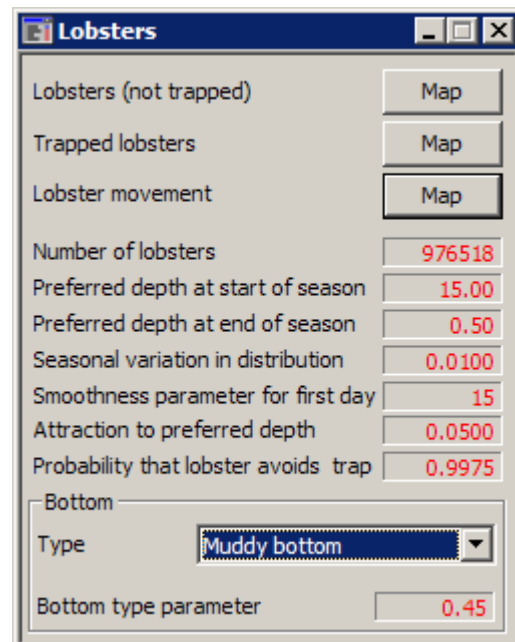 Lobsters
Lobsters (not trapped) Map
Trapped lobsters Map
Lobster movement Map
Number of lobsters 976518
Preferred depth at start of season 15.00
Preferred depth at end of season 0.50
Seasonal variation in distribution 0.0100
Smoothness parameter for first day 15
Attraction to preferred depth 0.0500
Probability that lobster avoids trap 0.9975
Bottom
Type Muddy bottom
Bottom type parameter 0.45